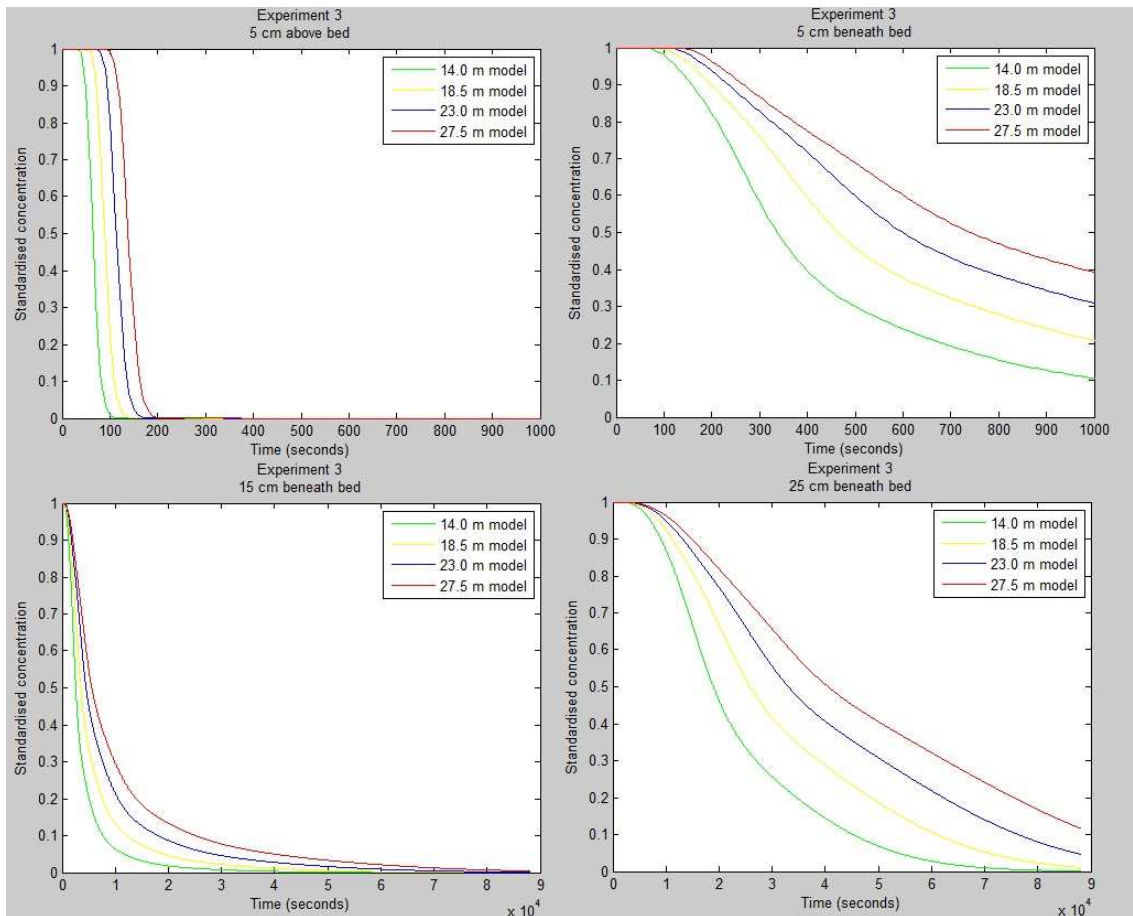 Experiment 3
5 cm above bed
1
0.9
0.8
0.7
0.6
0.5
0.4
0.3
0.2
0.1
0
Standardised concentration
14.0 m model
18.5 m model
23.0 m model
27.5 m model
0 100 200 300 400 500 600 700 800 900 1000
Time (seconds)
Experiment 3
5 cm beneath bed
1
0.9
0.8
0.7
0.6
0.5
0.4
0.3
0.2
0.1
0
Standardised concentration
14.0 m model
18.5 m model
23.0 m model
27.5 m model
0 100 200 300 400 500 600 700 800 900 1000
Time (seconds)
Experiment 3
15 cm beneath bed
1
0.9
0.8
0.7
0.6
0.5
0.4
0.3
0.2
0.1
0
Standardised concentration
14.0 m model
18.5 m model
23.0 m model
27.5 m model
0 1 2 3 4 5 6 7 8 9
Time (seconds)
x 10^4
Experiment 3
25 cm beneath bed
1
0.9
0.8
0.7
0.6
0.5
0.4
0.3
0.2
0.1
0
Standardised concentration
14.0 m model
18.5 m model
23.0 m model
27.5 m model
0 1 2 3 4 5 6 7 8 9
Time (seconds)
x 10^4